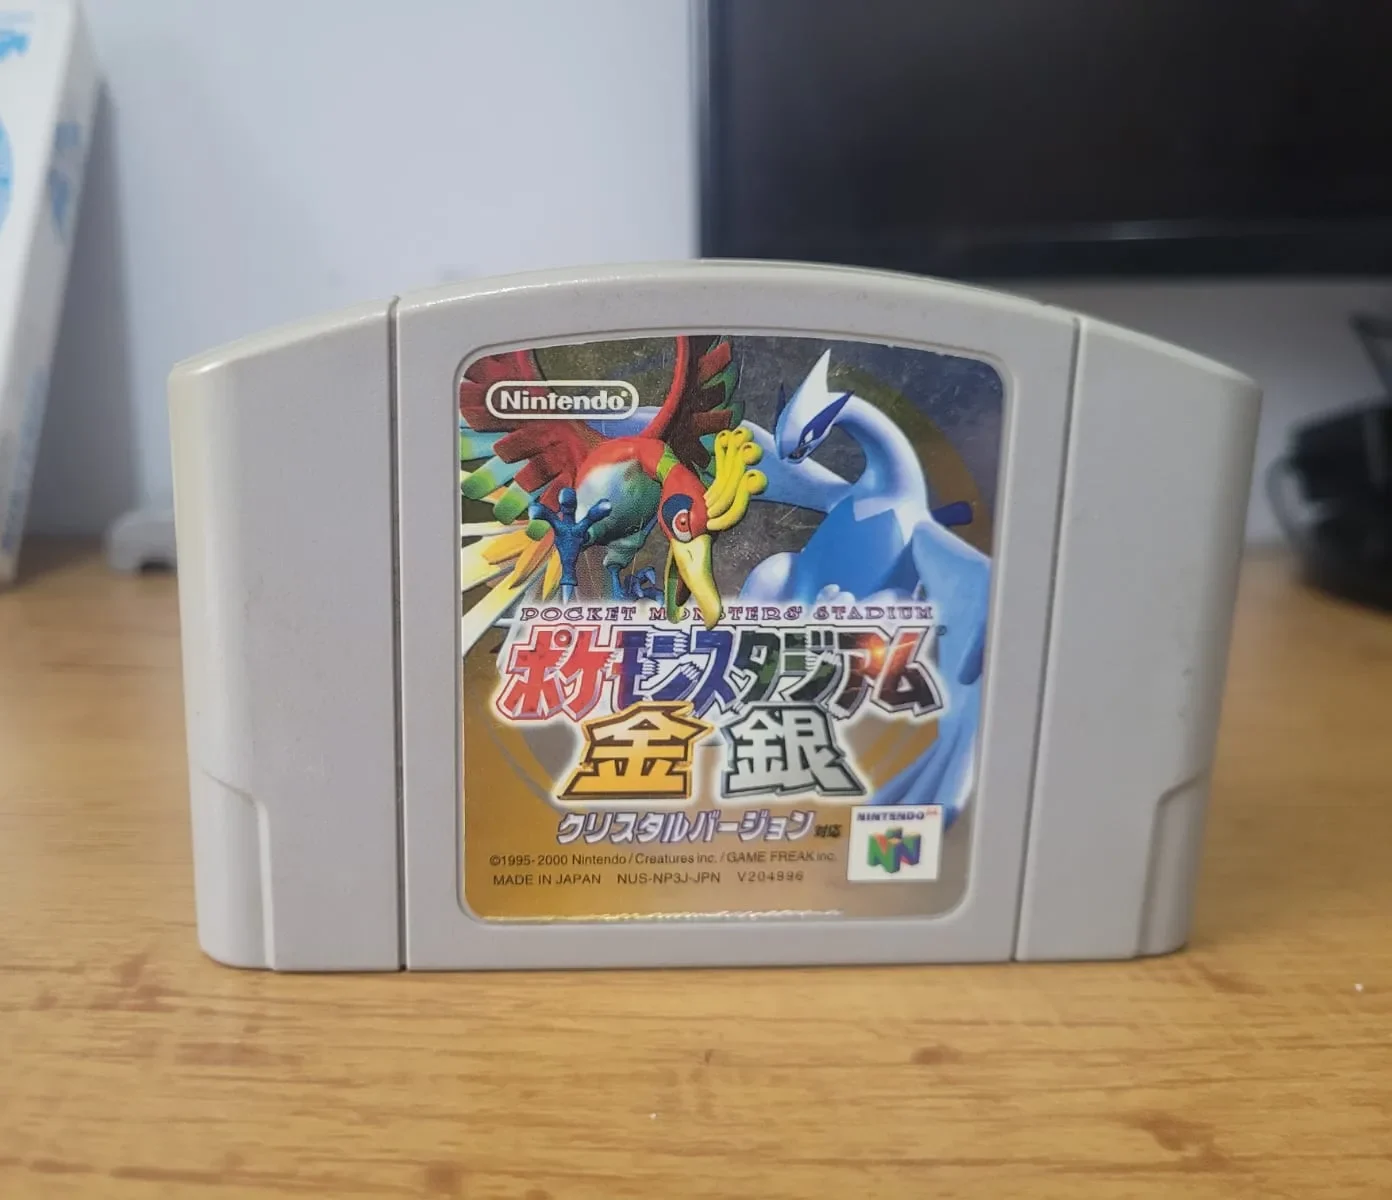 Nintendo®
POCKET MONSTERS STADIUM
ポケモンスタジアム
金 銀
クリスタルバージョン 対応
NINTENDO64
©1995-2000 Nintendo/Creatures inc./GAME FREAK inc.
MADE IN JAPAN NUS-NP3J-JPN V204996